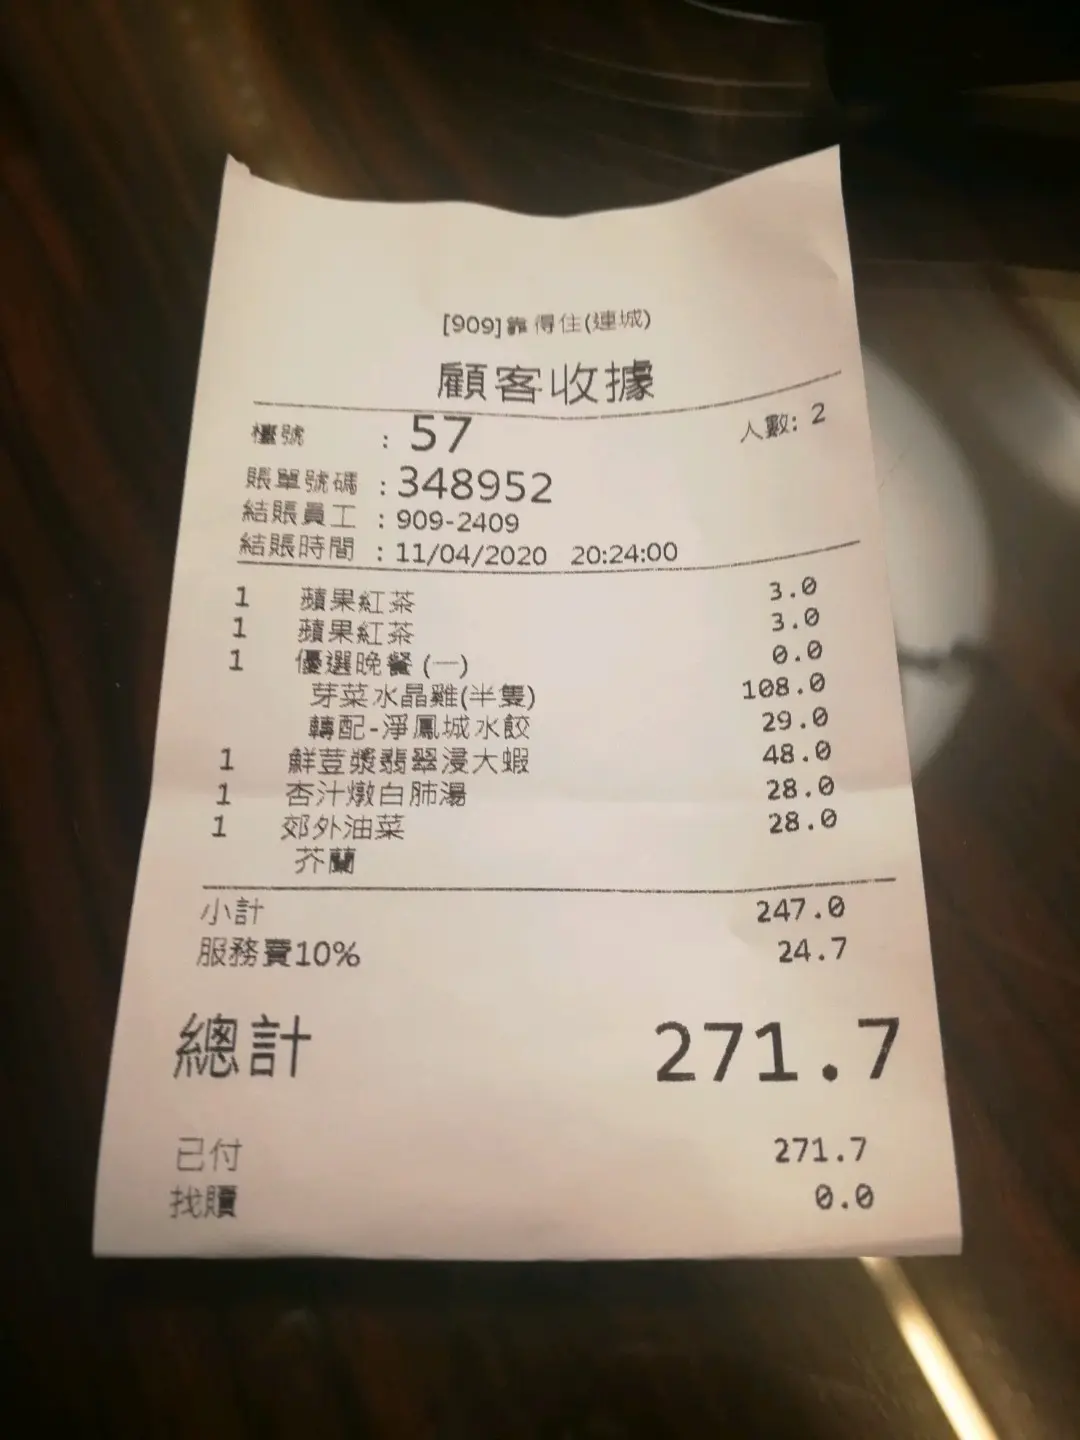 [909]靠得住(連城)
顧客收據
檯號 : 57 人數: 2
賬單號碼 : 348952
結賬員工 : 909-2409
結賬時間 : 11/04/2020 20:24:00
1 蘋果紅茶 3.0
1 蘋果紅茶 3.0
1 優選晚餐 (一) 0.0
芽菜水晶雞(半隻) 108.0
轉配-淨鳳城水餃 29.0
1 鮮荳漿翡翠浸大蝦 48.0
1 杏汁燉白肺湯 28.0
1 郊外油菜 28.0
芥蘭
小計 247.0
服務費10% 24.7
總計 271.7
已付 271.7
找贖 0.0